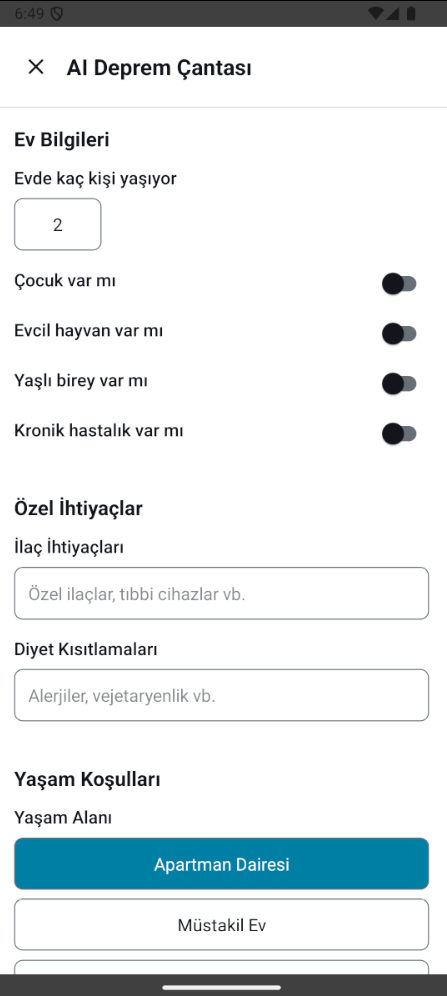 6:49
AI Deprem Çantası
Ev Bilgileri
Evde kaç kişi yaşıyor
2
Çocuk var mı
Evcil hayvan var mı
Yaşlı birey var mı
Kronik hastalık var mı
Özel İhtiyaçlar
İlaç İhtiyaçları
Özel ilaçlar, tıbbi cihazlar vb.
Diyet Kısıtlamaları
Alerjiler, vejetaryenlik vb.
Yaşam Koşulları
Yaşam Alanı
Apartman Dairesi
Müstakil Ev